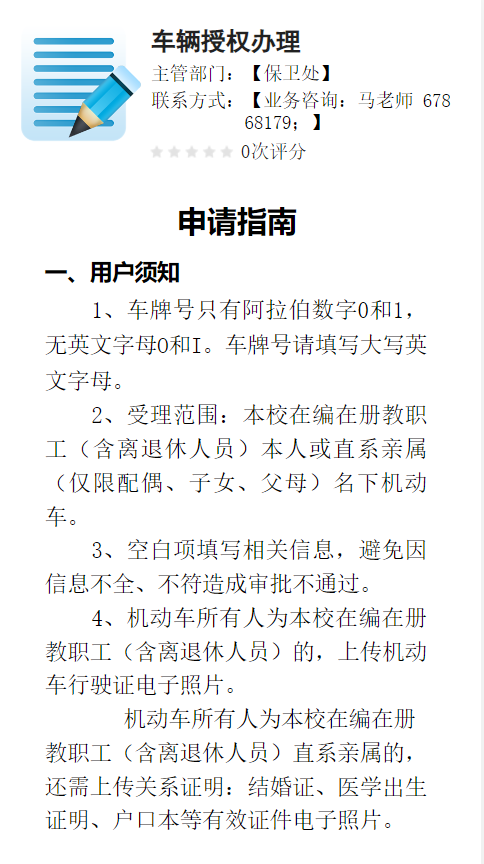 车辆授权办理
主管部门：【保卫处】
联系方式：【业务咨询：马老师 678
68179；】
0次评分
申请指南
一、用户须知
1、车牌号只有阿拉伯数字0和1，
无英文字母O和I。车牌号请填写大写英
文字母。
2、受理范围：本校在编在册教职
工（含离退休人员）本人或直系亲属
（仅限配偶、子女、父母）名下机动
车。
3、空白项填写相关信息，避免因
信息不全、不符造成审批不通过。
4、机动车所有人为本校在编在册
教职工（含离退休人员）的，上传机动
车行驶证电子照片。
机动车所有人为本校在编在册
教职工（含离退休人员）直系亲属的，
还需上传关系证明：结婚证、医学出生
证明、户口本等有效证件电子照片。